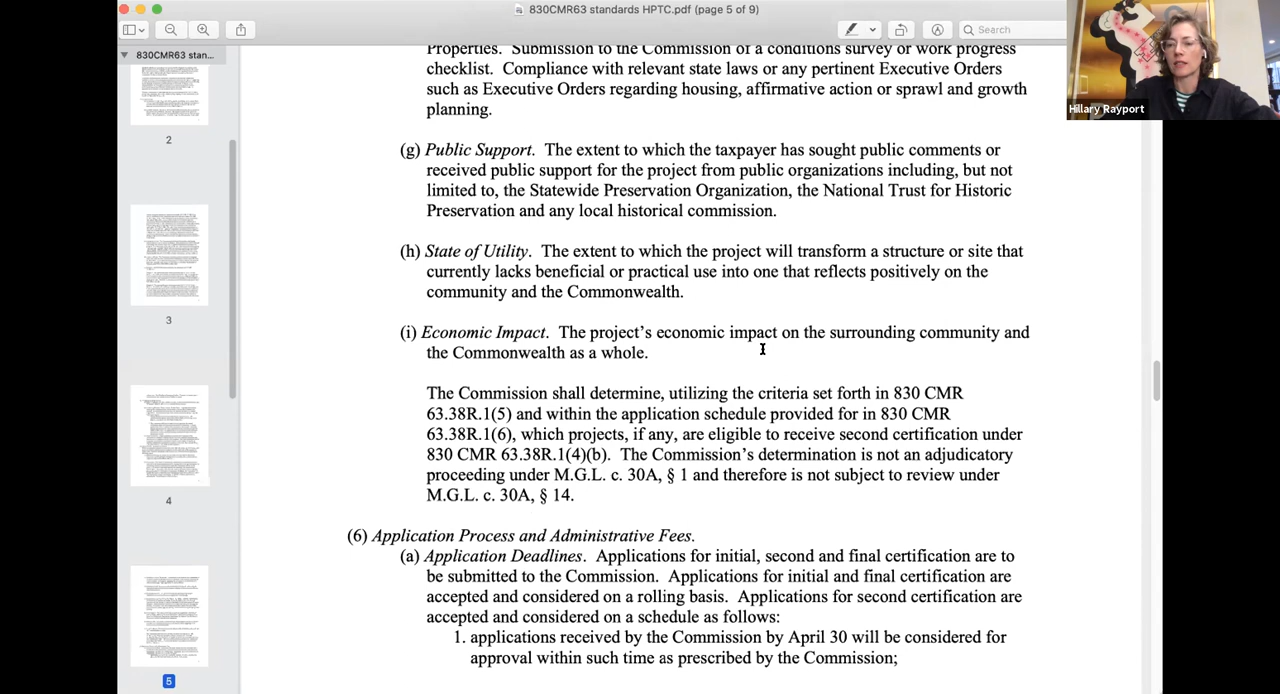 830CMR63 standards HPTC.pdf (page 5 of 9)
Search
830CMR63 stan...
2
3
4
5
Hillary Rayport
Properties. Submission to the Commission of a conditions survey or work progress
checklist. Compliance with relevant state law and any pertinent Executive Orders
such as Executive Orders regarding housing, affirmative action or sprawl and growth
planning.
(g) Public Support. The extent to which the taxpayer has sought public comments or
received public support for the project from public organizations including, but not
limited to, the Statewide Preservation Organization, the National Trust for Historic
Preservation and any local historical commission.
(h) Lack of Utility. The extent to which the project will transform a structure or site that
currently lacks beneficial or practical use into one that reflects positively on the
community and the Commonwealth.
(i) Economic Impact. The project's economic impact on the surrounding community and
the Commonwealth as a whole.
The Commission shall determine, utilizing the criteria set forth in 830 CMR
63.38R.1(5) and within the application schedule provided for in 830 CMR
63.38R.1(6), which projects, if any, are eligible to receive second certification under
830 CMR 63.38R.1(4)(b). The Commission's determination is not an adjudicatory
proceeding under M.G.L. c. 30A, § 1 and therefore is not subject to review under
M.G.L. c. 30A, § 14.
(6) Application Process and Administrative Fees.
(a) Application Deadlines. Applications for initial, second and final certification are to
be submitted to the Commission. Applications for initial and final certification are
accepted and considered on a rolling basis. Applications for second certification are
accepted and considered on a schedule as follows:
1. applications received by the Commission by April 30 will be considered for
approval within such time as prescribed by the Commission;